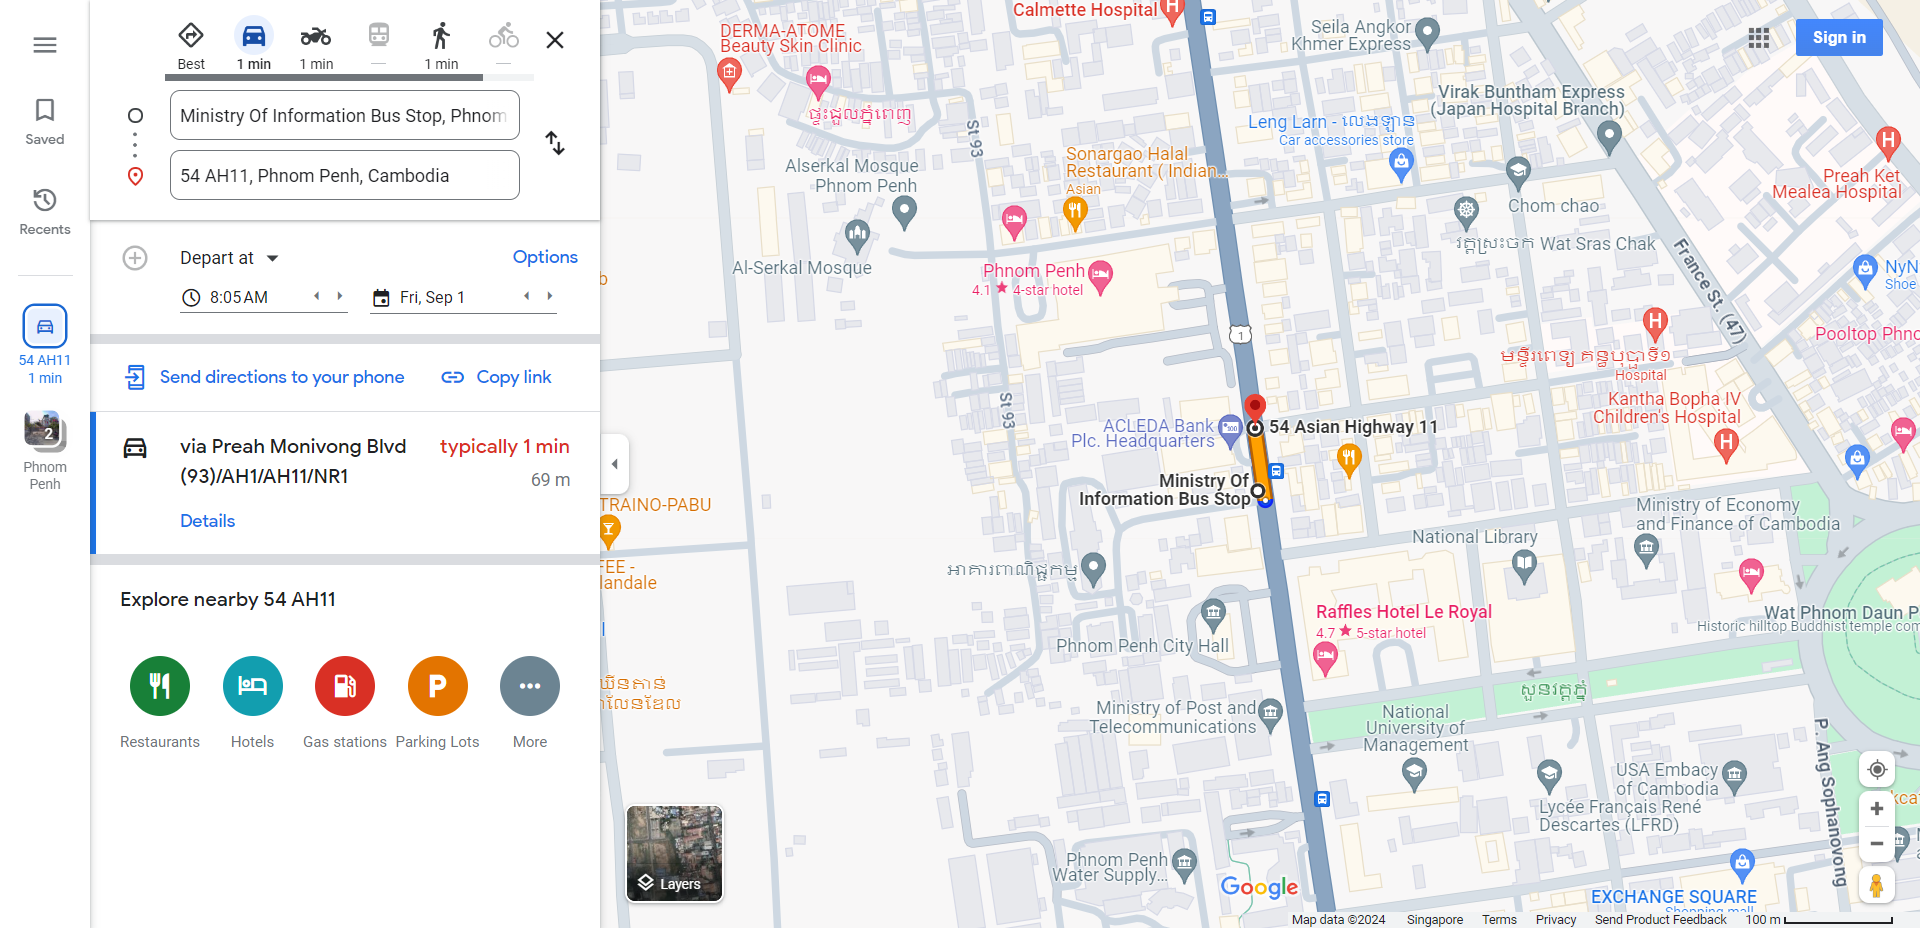 Best
1 min
1 min
—
1 min
—
Ministry Of Information Bus Stop, Phnom
54 AH11, Phnom Penh, Cambodia
Saved
Recents
54 AH11
1 min
2
Phnom
Penh
Depart at
Options
8:05 AM
Fri, Sep 1
Send directions to your phone
Copy link
via Preah Monivong Blvd
(93)/AH1/AH11/NR1
typically 1 min
69 m
Details
Explore nearby 54 AH11
Restaurants
Hotels
Gas stations
P
Parking Lots
More
Layers
Sign in
Calmette Hospital
DERMA-ATOME
Beauty Skin Clinic
ផ្ទះជួលភ្នំពេញ
St 93
Seila Angkor
Khmer Express
Virak Buntham Express
(Japan Hospital Branch)
Leng Larn - លេងឡាន
Car accessories store
Sonargao Halal
Restaurant ( Indian...
Asian
Alserkal Mosque
Phnom Penh
Al-Serkal Mosque
Preah Ket
Mealea Hospital
Chom chao
វត្តស្រះចក Wat Sras Chak
France St. (47)
Phnom Penh
4.1 ★ 4-star hotel
NyN
Shoe
b
1
Pooltop Phno
មន្ទីរពេទ្យ គន្ធបុប្ផាទី១
Hospital
Kantha Bopha IV
Children's Hospital
St 93
ACLEDA Bank
Plc. Headquarters
54 Asian Highway 11
Ministry Of
Information Bus Stop
TRAINO-PABU
FEE -
landale
Ministry of Economy
and Finance of Cambodia
National Library
អាគារពាណិជ្ជកម្ម
Raffles Hotel Le Royal
4.7 ★ 5-star hotel
Phnom Penh City Hall
Wat Phnom Daun P
Historic hilltop Buddhist temple com
សួនវត្តភ្នំ
Ministry of Post and
Telecommunications
National
University of
Management
P. Ang Sophanovong
USA Embacy
of Cambodia
Lycée Français René
Descartes (LFRD)
Phnom Penh
Water Supply...
EXCHANGE SQUARE
Shopping mall
kca
Google
Map data ©2024
Singapore
Terms
Privacy
Send Product Feedback
100 m